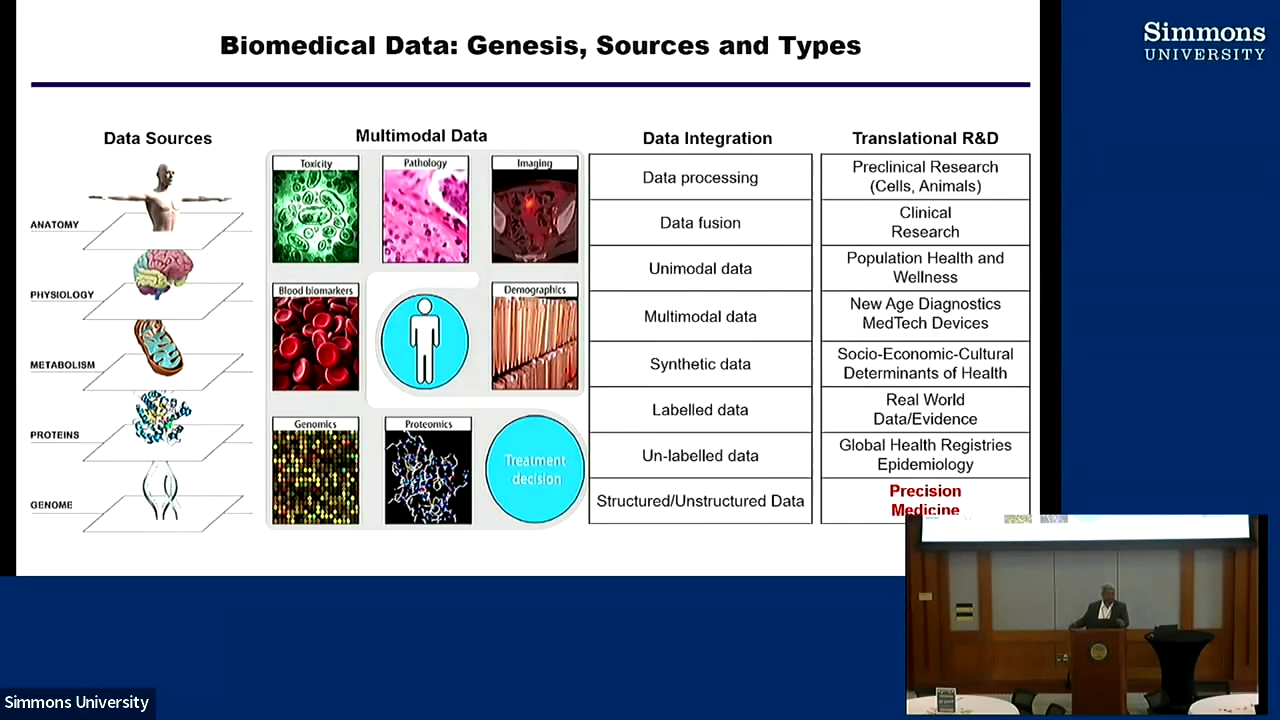 Biomedical Data: Genesis, Sources and Types
Simmons
UNIVERSITY
Data Sources
ANATOMY
PHYSIOLOGY
METABOLISM
PROTEINS
GENOME
Multimodal Data
Toxicity
Pathology
Imaging
Blood biomarkers
Demographics
Genomics
Proteomics
Treatment
decision
Data Integration
Data processing
Data fusion
Unimodal data
Multimodal data
Synthetic data
Labelled data
Un-labelled data
Structured/Unstructured Data
Translational R&D
Preclinical Research
(Cells, Animals)
Clinical
Research
Population Health and
Wellness
New Age Diagnostics
MedTech Devices
Socio-Economic-Cultural
Determinants of Health
Real World
Data/Evidence
Global Health Registries
Epidemiology
Precision
Medicine
Simmons University